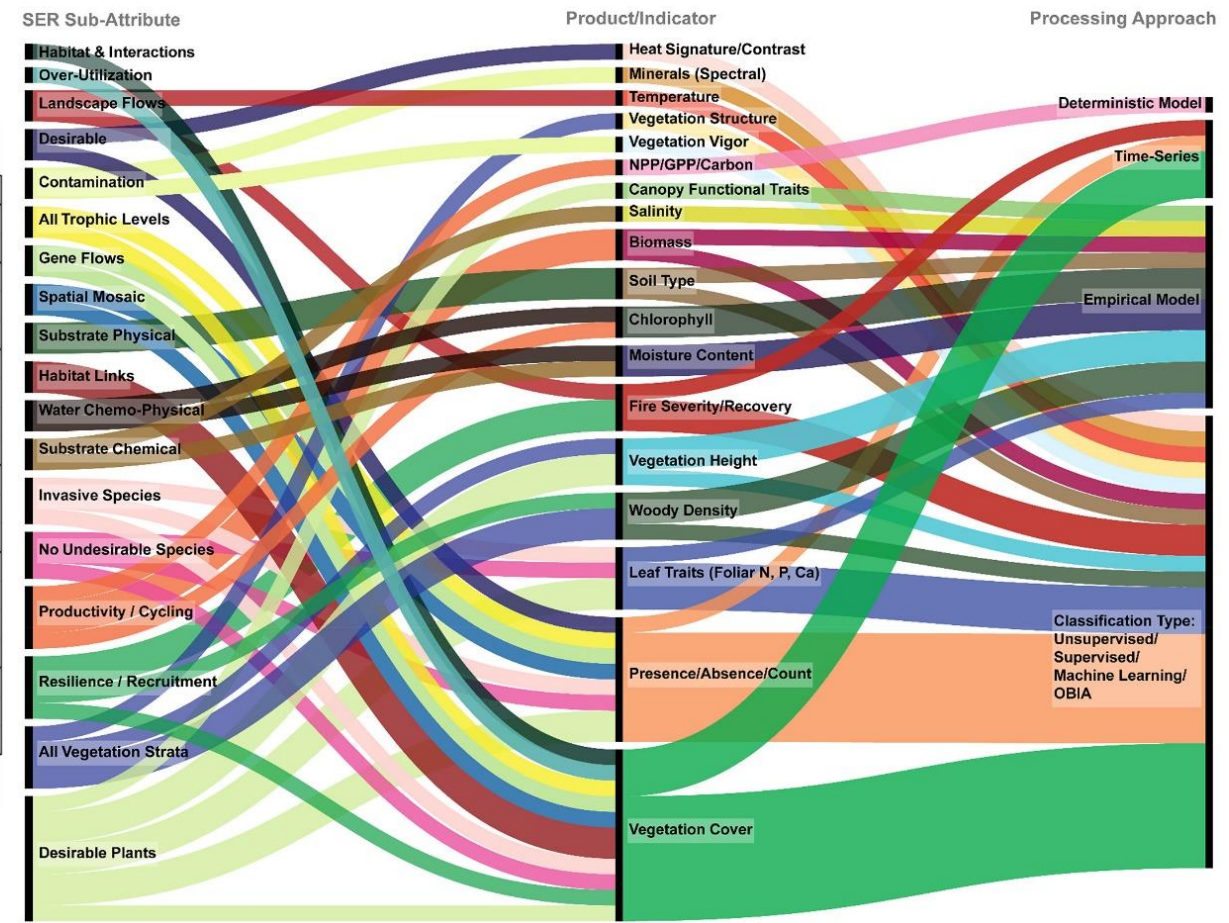 SER Sub-Attribute
Product/Indicator
Processing Approach
Habitat & Interactions
Over-Utilization
Landscape Flows
Desirable
Contamination
All Trophic Levels
Gene Flows
Spatial Mosaic
Substrate Physical
Habitat Links
Water Chemo-Physical
Substrate Chemical
Invasive Species
No Undesirable Species
Productivity / Cycling
Resilience / Recruitment
All Vegetation Strata
Desirable Plants
Heat Signature/Contrast
Minerals (Spectral)
Temperature
Vegetation Structure
Vegetation Vigor
NPP/GPP/Carbon
Canopy Functional Traits
Salinity
Biomass
Soil Type
Chlorophyll
Moisture Content
Fire Severity/Recovery
Vegetation Height
Woody Density
Leaf Traits (Foliar N, P, Ca)
Presence/Absence/Count
Vegetation Cover
Deterministic Model
Time-Series
Empirical Model
Classification Type:
Unsupervised/
Supervised/
Machine Learning/
OBIA